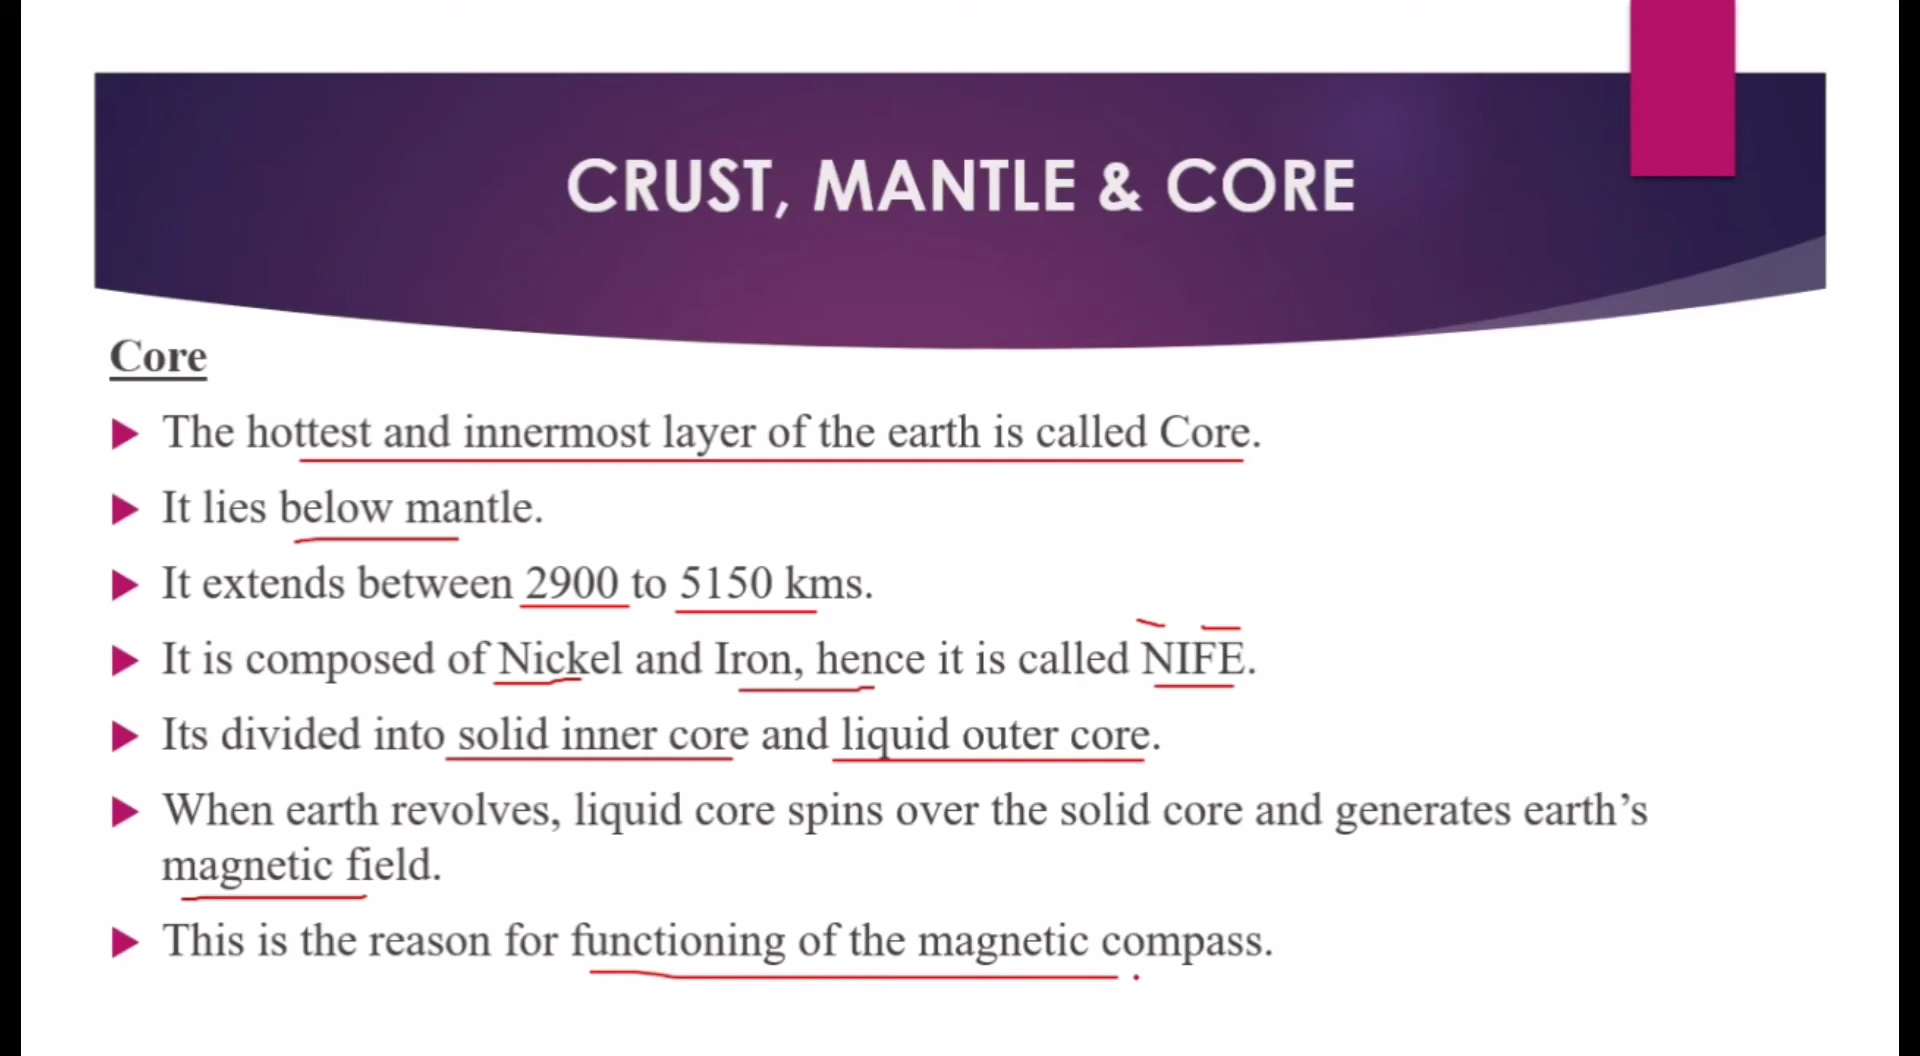 CRUST, MANTLE & CORE
Core
The hottest and innermost layer of the earth is called Core.
It lies below mantle.
It extends between 2900 to 5150 kms.
It is composed of Nickel and Iron, hence it is called NIFE.
Its divided into solid inner core and liquid outer core.
When earth revolves, liquid core spins over the solid core and generates earth’s
magnetic field.
This is the reason for functioning of the magnetic compass.